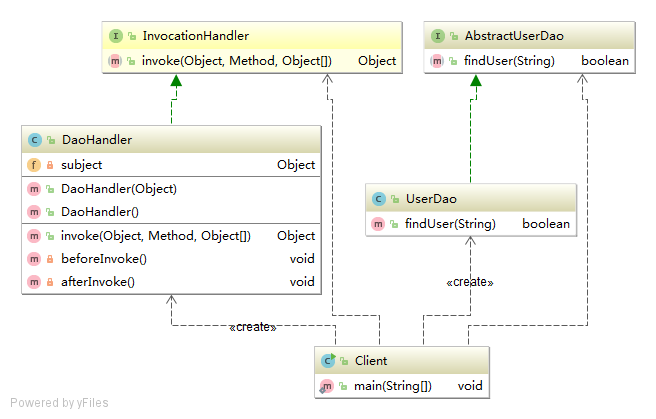 InvocationHandler
invoke(Object, Method, Object[]) Object
AbstractUserDao
findUser(String) boolean
DaoHandler
subject Object
DaoHandler(Object)
DaoHandler()
invoke(Object, Method, Object[]) Object
beforeInvoke() void
afterInvoke() void
UserDao
findUser(String) boolean
«create»
«create»
Client
main(String[]) void
Powered by yFiles